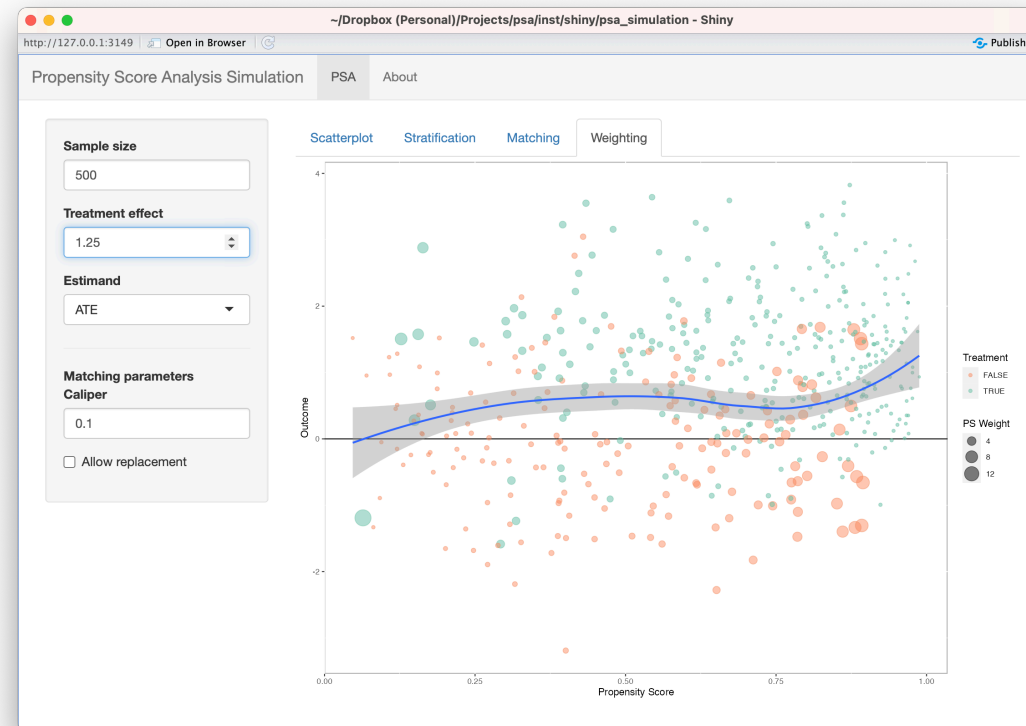 ~/Dropbox (Personal)/Projects/psa/inst/shiny/psa_simulation - Shiny
http://127.0.0.1:3149 Open in Browser Publish
Propensity Score Analysis Simulation PSA About
Sample size
500
Treatment effect
1.25
Estimand
ATE
Matching parameters
Caliper
0.1
Allow replacement
Scatterplot Stratification Matching Weighting
4
2
0
-2
Outcome
0.00 0.25 0.50 0.75 1.00
Propensity Score
Treatment
FALSE
TRUE
PS Weight
4
8
12